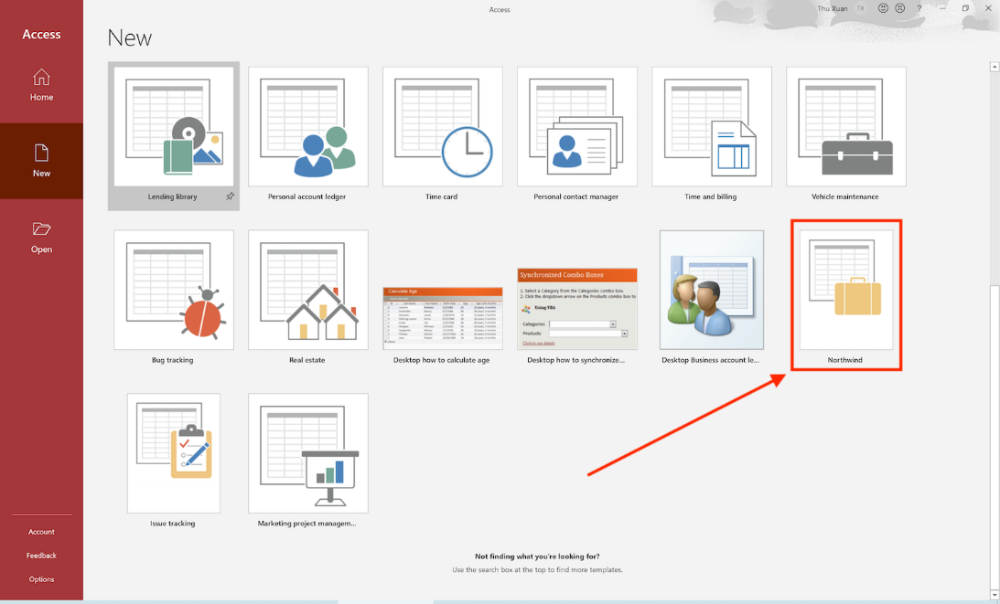 Access
Thu Xuan TX
?
Access
New
Home
New
Open
Lending library
Personal account ledger
Time card
Personal contact manager
Time and billing
Vehicle maintenance
Calculate Age
Synchronized Combo Boxes
1. Select a Category from the Categories combo box.
2. Click the dropdown arrow on the Products combo box to
Using VBA
Categories
Products
Click to see details
Bug tracking
Real estate
Desktop how to calculate age
Desktop how to synchronize...
Desktop Business account le...
Northwind
Issue tracking
Marketing project managem...
Not finding what you're looking for?
Use the search box at the top to find more templates.
Account
Feedback
Options